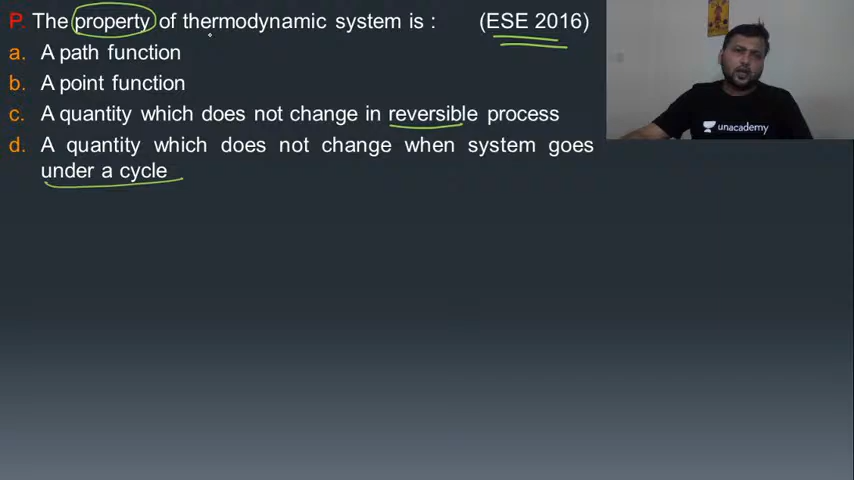 P. The property of thermodynamic system is : (ESE 2016)
a. A path function
b. A point function
c. A quantity which does not change in reversible process
d. A quantity which does not change when system goes
under a cycle
unacademy